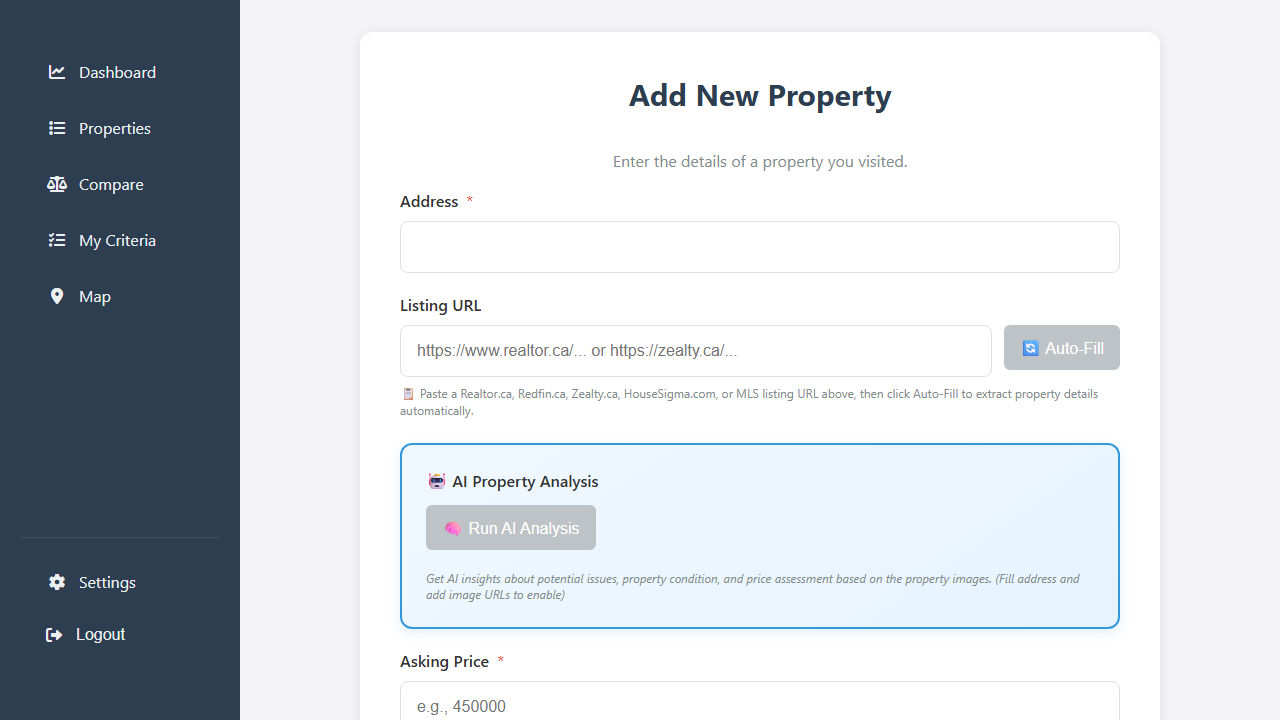 Dashboard
Properties
Compare
My Criteria
Map
Settings
Logout
Add New Property
Enter the details of a property you visited.
Address *
Listing URL
https://www.realtor.ca/... or https://zealty.ca/...
Auto-Fill
Paste a Realtor.ca, Redfin.ca, Zealty.ca, HouseSigma.com, or MLS listing URL above, then click Auto-Fill to extract property details
automatically.
AI Property Analysis
Run AI Analysis
Get AI insights about potential issues, property condition, and price assessment based on the property images. (Fill address and
add image URLs to enable)
Asking Price *
e.g., 450000